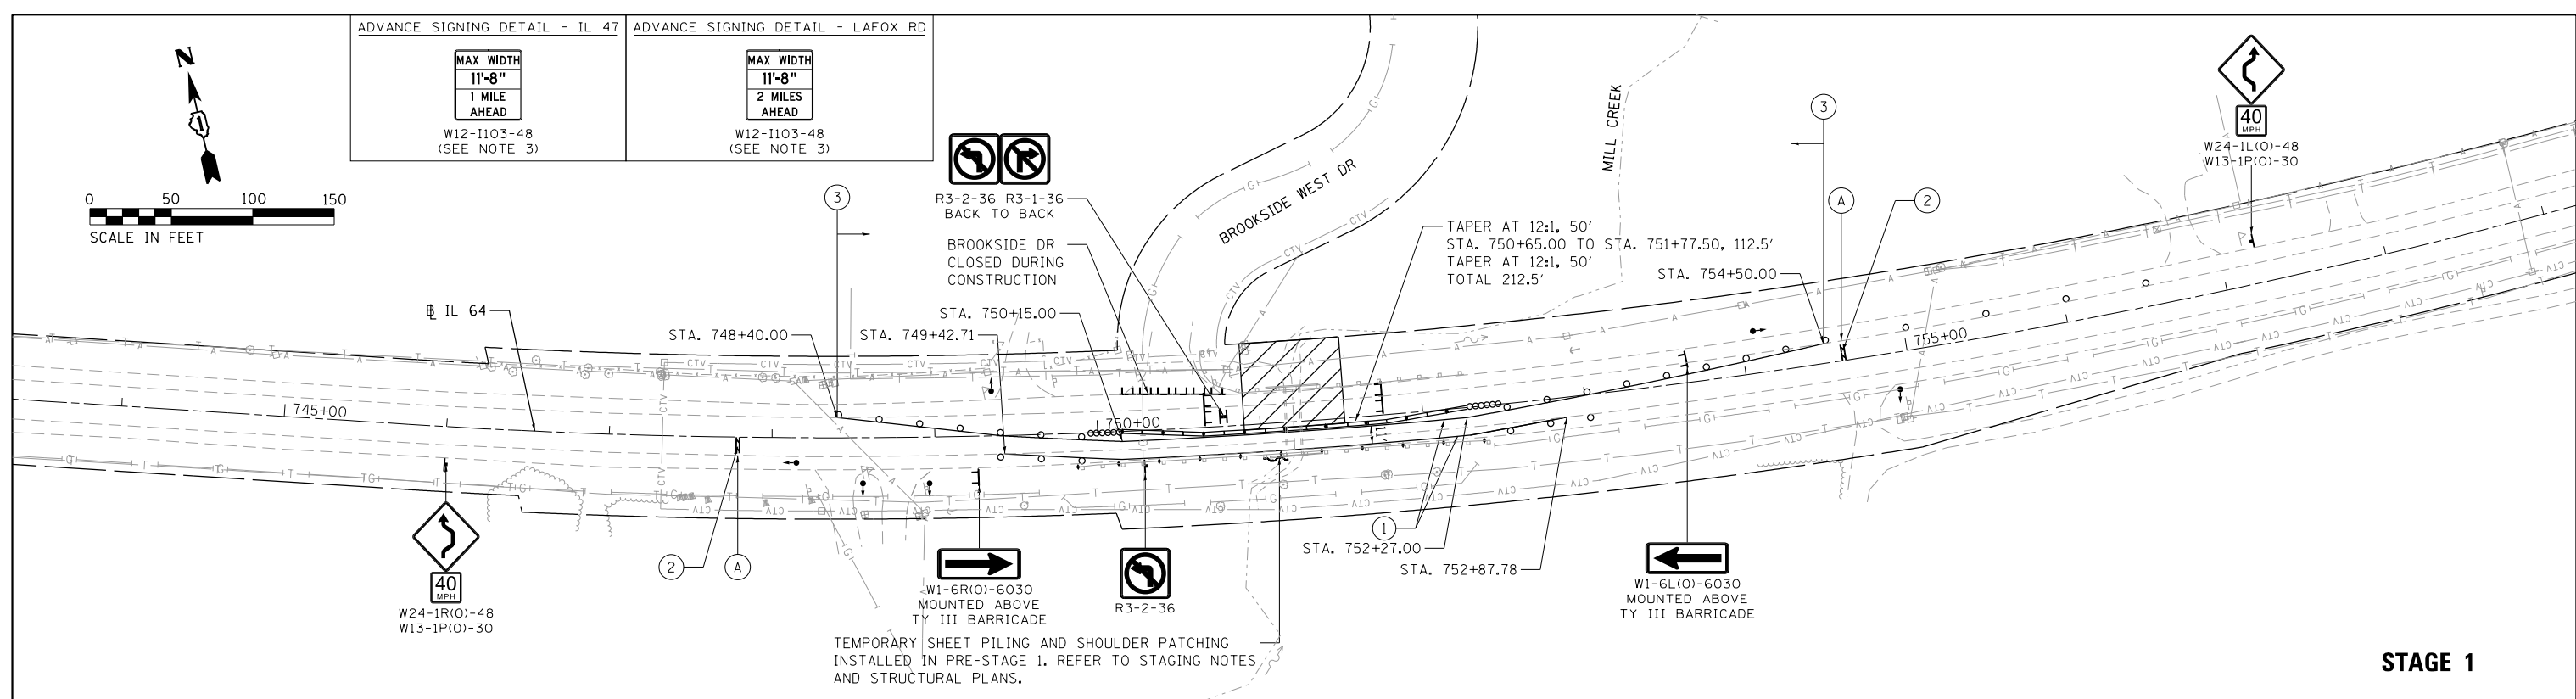 ADVANCE SIGNING DETAIL - IL 47
MAX WIDTH
11'-8"
1 MILE
AHEAD
W12-I103-48
(SEE NOTE 3)
ADVANCE SIGNING DETAIL - LAFOX RD
MAX WIDTH
11'-8"
2 MILES
AHEAD
W12-I103-48
(SEE NOTE 3)
N
1
0 50 100 150
SCALE IN FEET
R3-2-36 R3-1-36
BACK TO BACK
BROOKSIDE DR
CLOSED DURING
CONSTRUCTION
BROOKSIDE WEST DR
MILL CREEK
TAPER AT 12:1, 50'
STA. 750+65.00 TO STA. 751+77.50, 112.5'
TAPER AT 12:1, 50'
TOTAL 212.5'
STA. 754+50.00
3
3
A
2
40
MPH
W24-1L(O)-48
W13-1P(O)-30
℄ IL 64
STA. 748+40.00
STA. 749+42.71
STA. 750+15.00
745+00
750+00
755+00
11'
2
A
1
STA. 752+27.00
STA. 752+87.78
40
MPH
W24-1R(O)-48
W13-1P(O)-30
W1-6R(O)-6030
MOUNTED ABOVE
TY III BARRICADE
R3-2-36
W1-6L(O)-6030
MOUNTED ABOVE
TY III BARRICADE
TEMPORARY SHEET PILING AND SHOULDER PATCHING
INSTALLED IN PRE-STAGE 1. REFER TO STAGING NOTES
AND STRUCTURAL PLANS.
STAGE 1